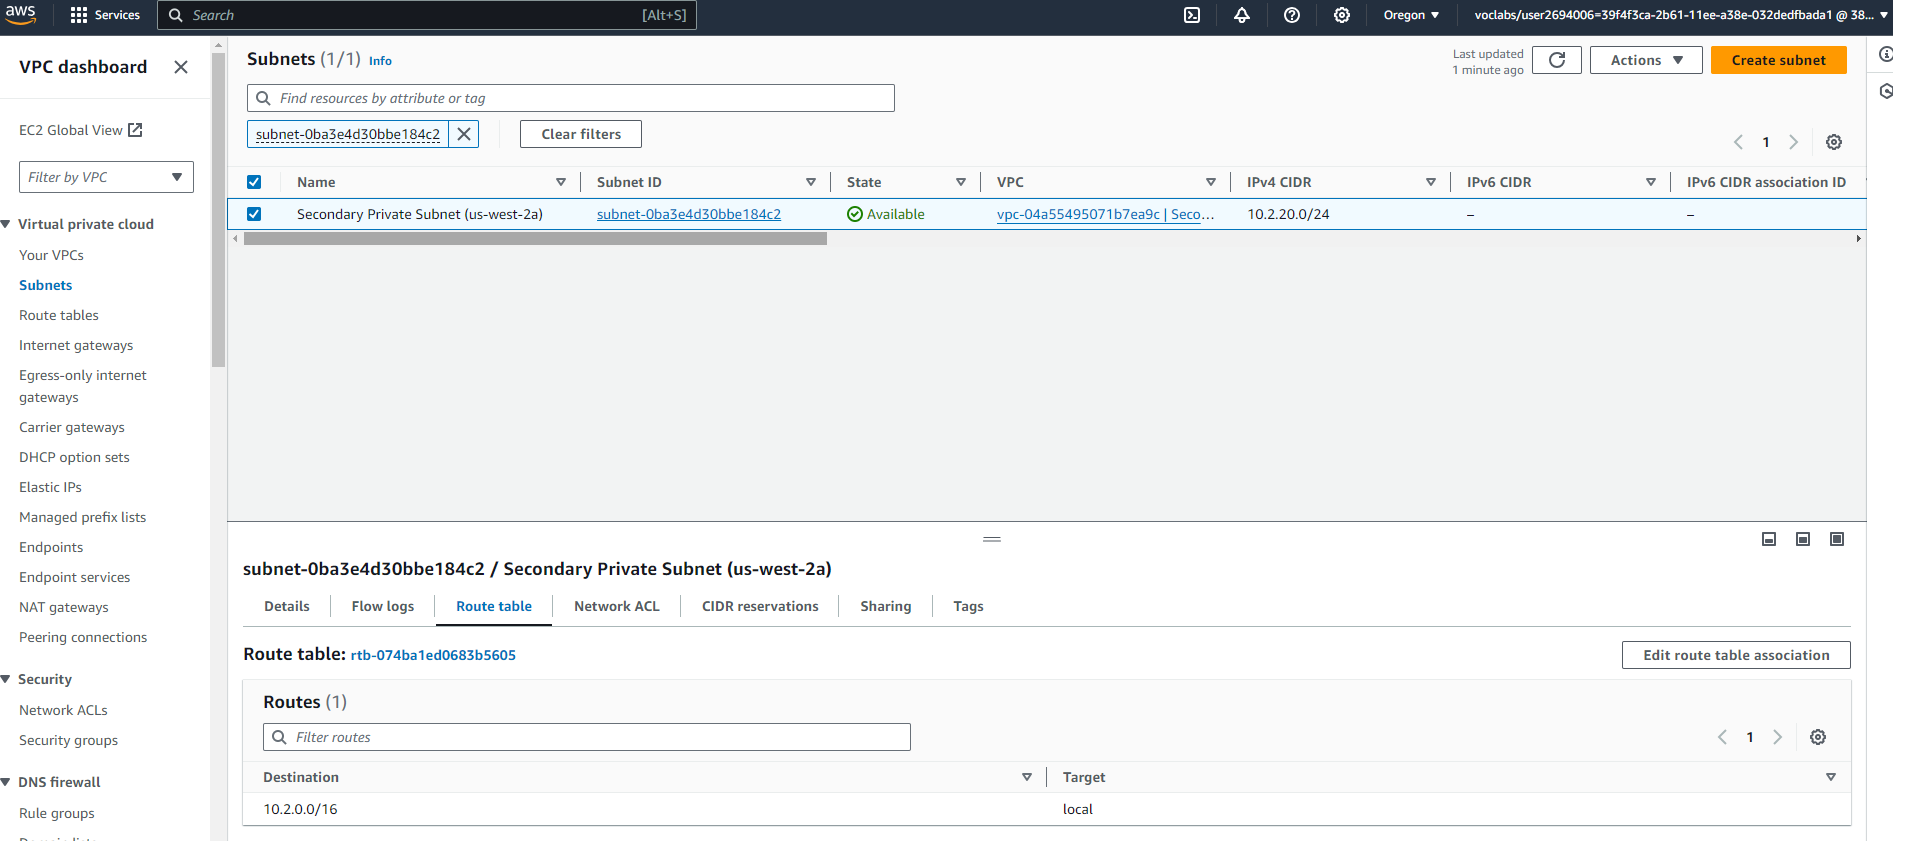 aws
Services
Search
[Alt+S]
Oregon
voclabs/user2694006=39f4f3ca-2b61-11ee-a38e-032dedfbada1 @ 38...
VPC dashboard
EC2 Global View
Filter by VPC
Virtual private cloud
Your VPCs
Subnets
Route tables
Internet gateways
Egress-only internet
gateways
Carrier gateways
DHCP option sets
Elastic IPs
Managed prefix lists
Endpoints
Endpoint services
NAT gateways
Peering connections
Security
Network ACLs
Security groups
DNS firewall
Rule groups
Subnets (1/1) Info
Last updated
1 minute ago
Actions
Create subnet
Find resources by attribute or tag
subnet-0ba3e4d30bbe184c2
Clear filters
1
Name Subnet ID State VPC IPv4 CIDR IPv6 CIDR IPv6 CIDR association ID
Secondary Private Subnet (us-west-2a) subnet-0ba3e4d30bbe184c2 Available vpc-04a55495071b7ea9c | Seco... 10.2.20.0/24 – –
subnet-0ba3e4d30bbe184c2 / Secondary Private Subnet (us-west-2a)
Details Flow logs Route table Network ACL CIDR reservations Sharing Tags
Route table: rtb-074ba1ed0683b5605
Edit route table association
Routes (1)
Filter routes
1
Destination Target
10.2.0.0/16 local